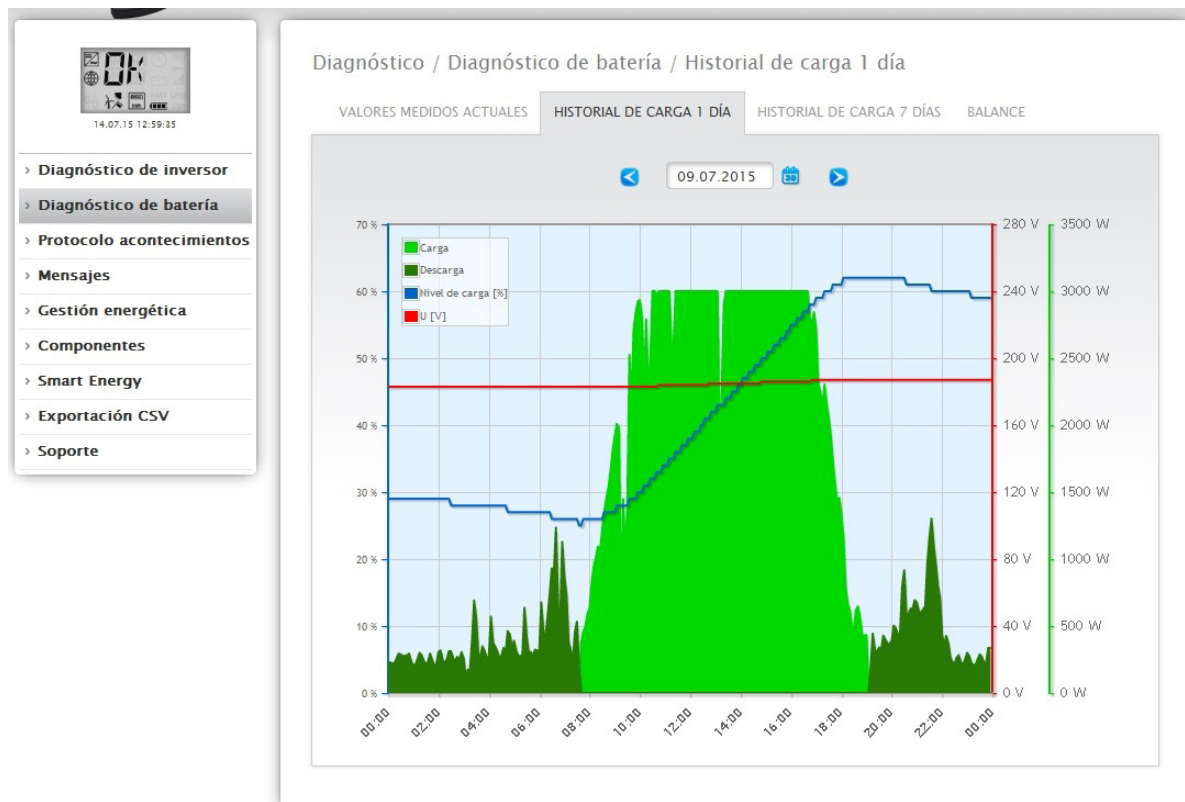 OK
14.07.15 12:59:35
› Diagnóstico de inversor
› Diagnóstico de batería
› Protocolo acontecimientos
› Mensajes
› Gestión energética
› Componentes
› Smart Energy
› Exportación CSV
› Soporte
Diagnóstico / Diagnóstico de batería / Historial de carga 1 día
VALORES MEDIDOS ACTUALES HISTORIAL DE CARGA 1 DÍA HISTORIAL DE CARGA 7 DÍAS BALANCE
09.07.2015 30
Carga
Descarga
Nivel de carga [%]
U [V]
70 % 280 V 3500 W
60 % 240 V 3000 W
50 % 200 V 2500 W
40 % 160 V 2000 W
30 % 120 V 1500 W
20 % 80 V 1000 W
10 % 40 V 500 W
0 % 0 V 0 W
00:00 02:00 04:00 06:00 08:00 10:00 12:00 14:00 16:00 18:00 20:00 22:00 00:00